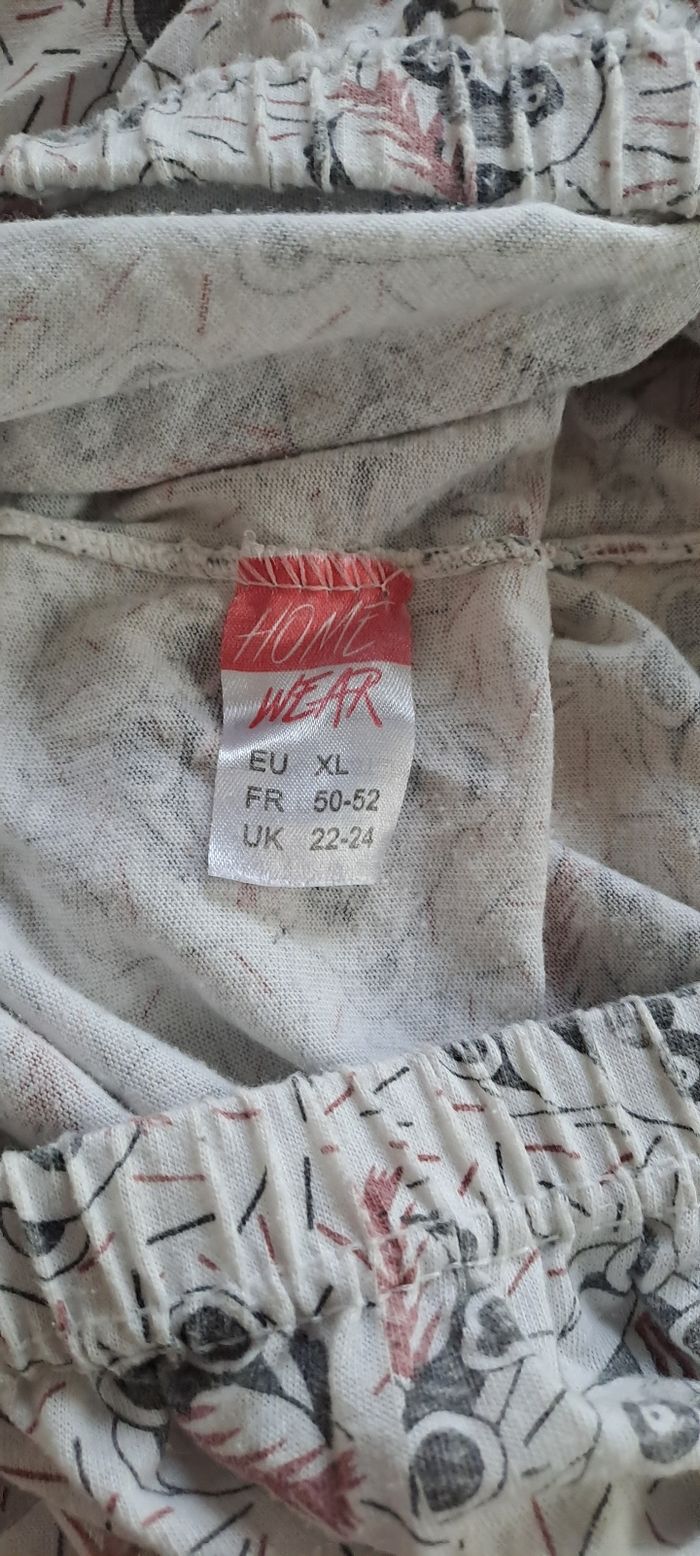 HOME
WEAR
EU XL
FR 50-52
UK 22-24